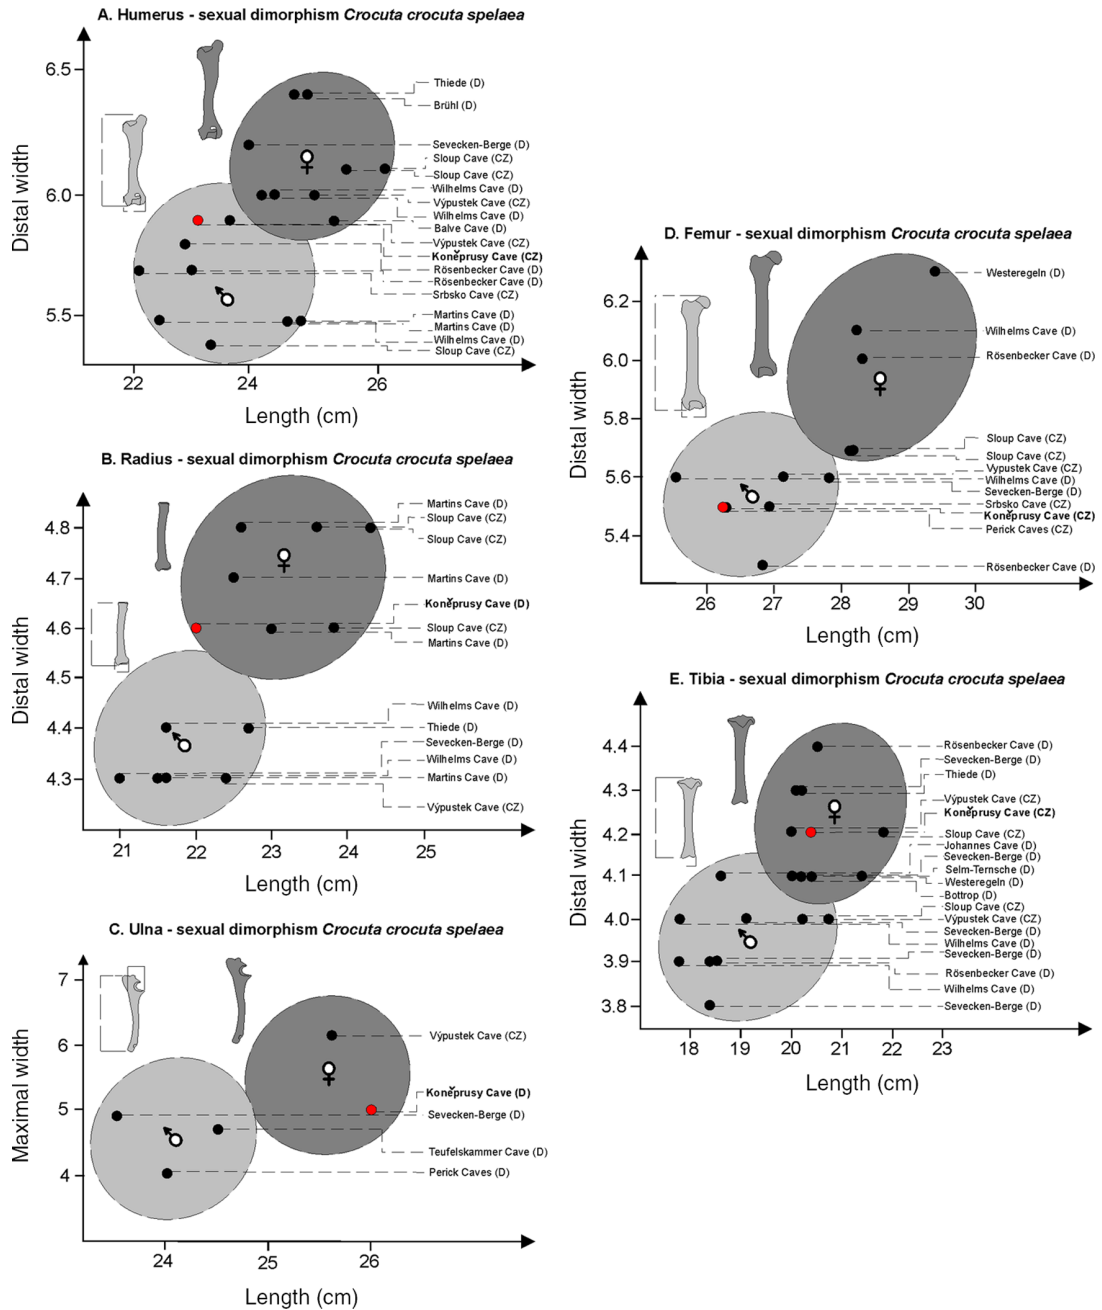 A. Humerus - sexual dimorphism Crocuta crocuta spelaea
Distal width
6.5
6.0
5.5
22
24
26
Length (cm)
Thiede (D)
Brühl (D)
Sevecken-Berge (D)
Sloup Cave (CZ)
Sloup Cave (CZ)
Wilhelms Cave (D)
Výpustek Cave (CZ)
Wilhelms Cave (D)
Balve Cave (D)
Výpustek Cave (CZ)
Koněprusy Cave (CZ)
Rösenbecker Cave (D)
Rösenbecker Cave (D)
Srbsko Cave (CZ)
Martins Cave (D)
Martins Cave (D)
Wilhelms Cave (D)
Sloup Cave (CZ)
B. Radius - sexual dimorphism Crocuta crocuta spelaea
Distal width
4.8
4.7
4.6
4.5
4.4
4.3
21
22
23
24
25
Length (cm)
Martins Cave (D)
Sloup Cave (CZ)
Sloup Cave (CZ)
Martins Cave (D)
Koněprusy Cave (D)
Sloup Cave (CZ)
Martins Cave (D)
Wilhelms Cave (D)
Thiede (D)
Sevecken-Berge (D)
Wilhelms Cave (D)
Martins Cave (D)
Výpustek Cave (CZ)
C. Ulna - sexual dimorphism Crocuta crocuta spelaea
Maximal width
7
6
5
4
24
25
26
Length (cm)
Výpustek Cave (CZ)
Koněprusy Cave (D)
Sevecken-Berge (D)
Teufelskammer Cave (D)
Perick Caves (D)
D. Femur - sexual dimorphism Crocuta crocuta spelaea
Distal width
6.2
6.0
5.8
5.6
5.4
26
27
28
29
30
Length (cm)
Westeregeln (D)
Wilhelms Cave (D)
Rösenbecker Cave (D)
Sloup Cave (CZ)
Sloup Cave (CZ)
Vypustek Cave (CZ)
Wilhelms Cave (D)
Sevecken-Berge (D)
Srbsko Cave (CZ)
Koněprusy Cave (CZ)
Perick Caves (CZ)
Rösenbecker Cave (D)
E. Tibia - sexual dimorphism Crocuta crocuta spelaea
Distal width
4.4
4.3
4.2
4.1
4.0
3.9
3.8
18
19
20
21
22
23
Length (cm)
Rösenbecker Cave (D)
Sevecken-Berge (D)
Thiede (D)
Výpustek Cave (CZ)
Koněprusy Cave (CZ)
Sloup Cave (CZ)
Johannes Cave (D)
Sevecken-Berge (D)
Selm-Ternsche (D)
Westeregeln (D)
Bottrop (D)
Sloup Cave (CZ)
Výpustek Cave (CZ)
Sevecken-Berge (D)
Wilhelms Cave (D)
Sevecken-Berge (D)
Rösenbecker Cave (D)
Wilhelms Cave (D)
Sevecken-Berge (D)